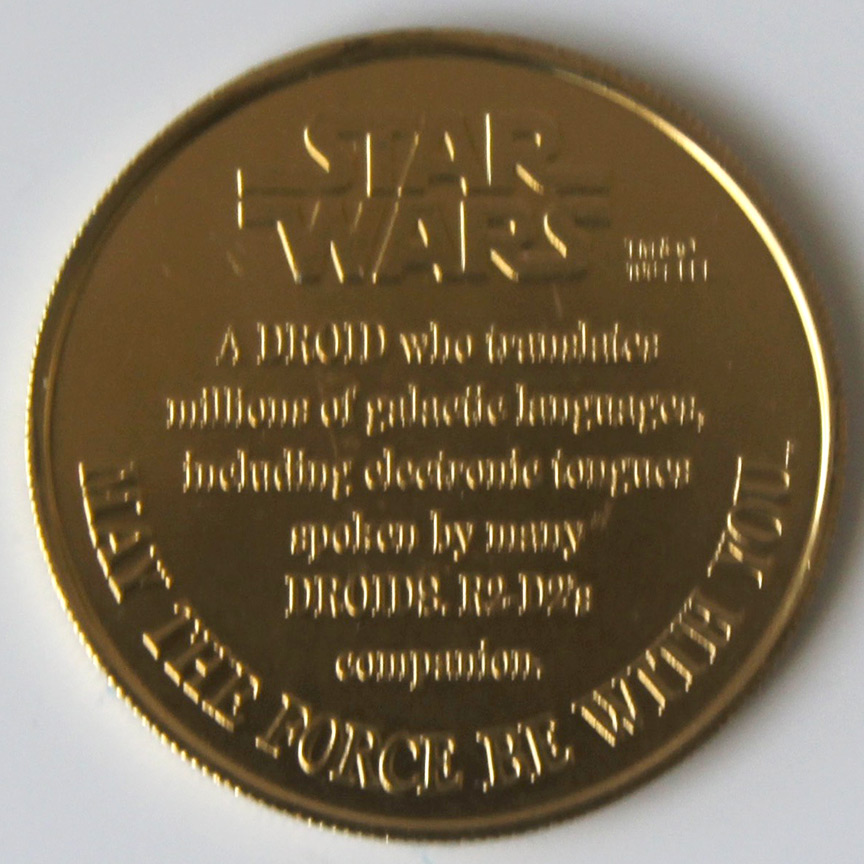 STAR
WARS
A DROID who translates
millions of galactic languages,
including electronic tongues
spoken by many
DROIDS. R2-D2's
companion.
MAY THE FORCE BE WITH YOU...